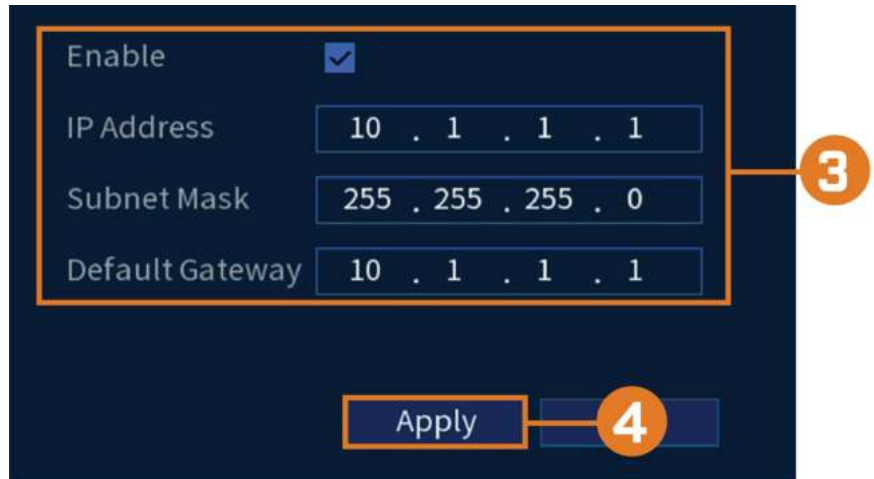 Enable
IP Address 10 . 1 . 1 . 1
Subnet Mask 255 . 255 . 255 . 0
Default Gateway 10 . 1 . 1 . 1
3
Apply 4